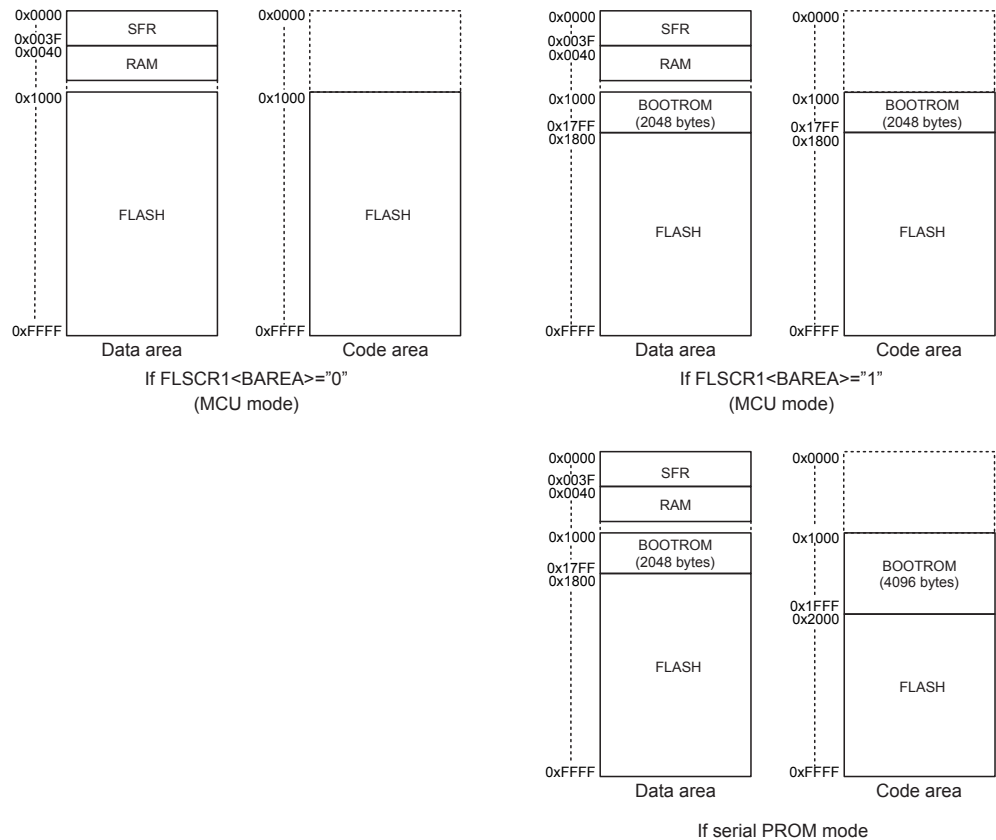 0x0000
SFR
0x003F
0x0040
RAM
0x1000
FLASH
0xFFFF
Data area
0x0000
0x1000
FLASH
0xFFFF
Code area
If FLSCR1<BAREA>=”0”
(MCU mode)
0x0000
SFR
0x003F
0x0040
RAM
0x1000
BOOTROM
(2048 bytes)
0x17FF
0x1800
FLASH
0xFFFF
Data area
0x0000
0x1000
BOOTROM
(2048 bytes)
0x17FF
0x1800
FLASH
0xFFFF
Code area
If FLSCR1<BAREA>=”1”
(MCU mode)
0x0000
SFR
0x003F
0x0040
RAM
0x1000
BOOTROM
(2048 bytes)
0x17FF
0x1800
FLASH
0xFFFF
Data area
0x0000
0x1000
BOOTROM
(4096 bytes)
0x1FFF
0x2000
FLASH
0xFFFF
Code area
If serial PROM mode